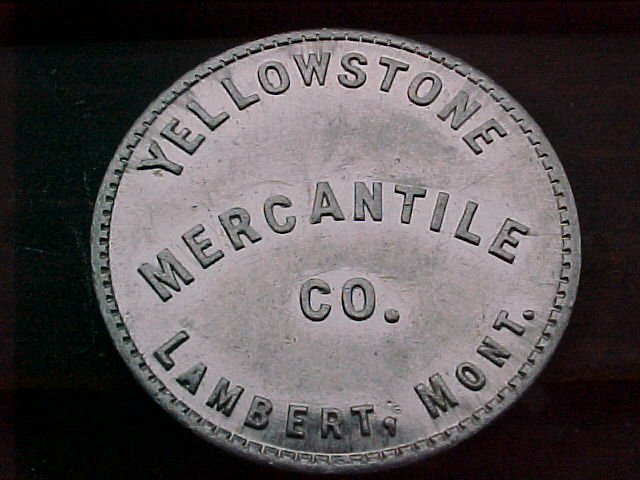 YELLOWSTONE
MERCANTILE
CO.
LAMBERT, MONT.